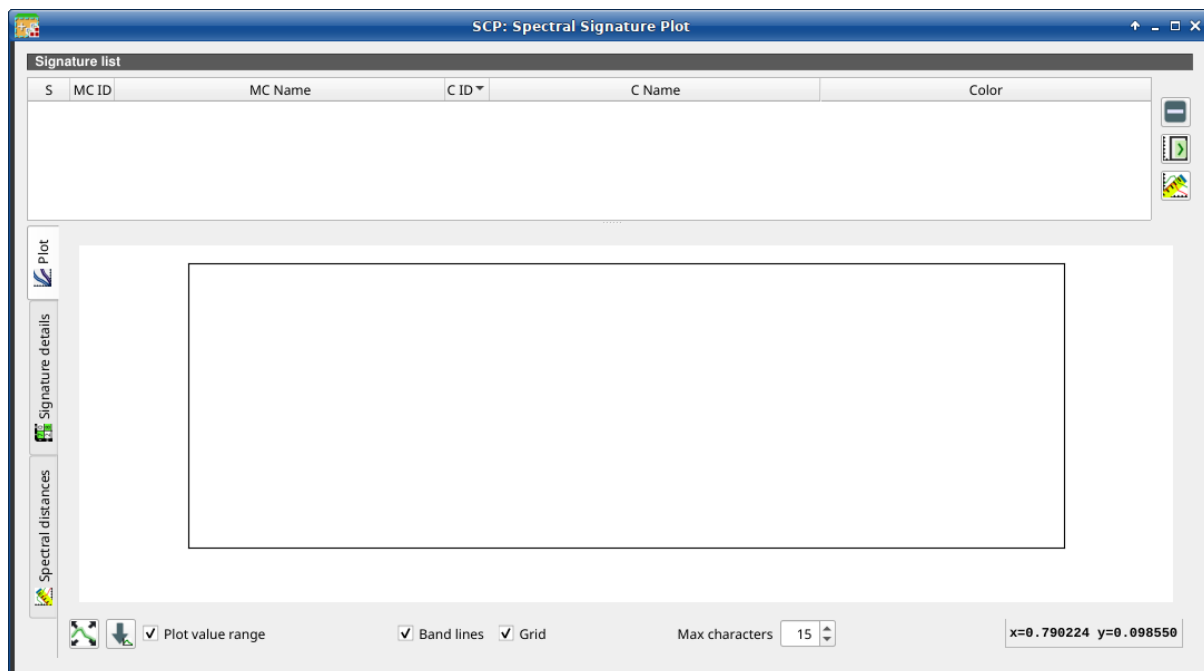 SCP: Spectral Signature Plot
Signature list
S MC ID MC Name C ID C Name Color
Plot
Signature details
Spectral distances
Plot value range Band lines Grid Max characters 15 x=0.790224 y=0.098550